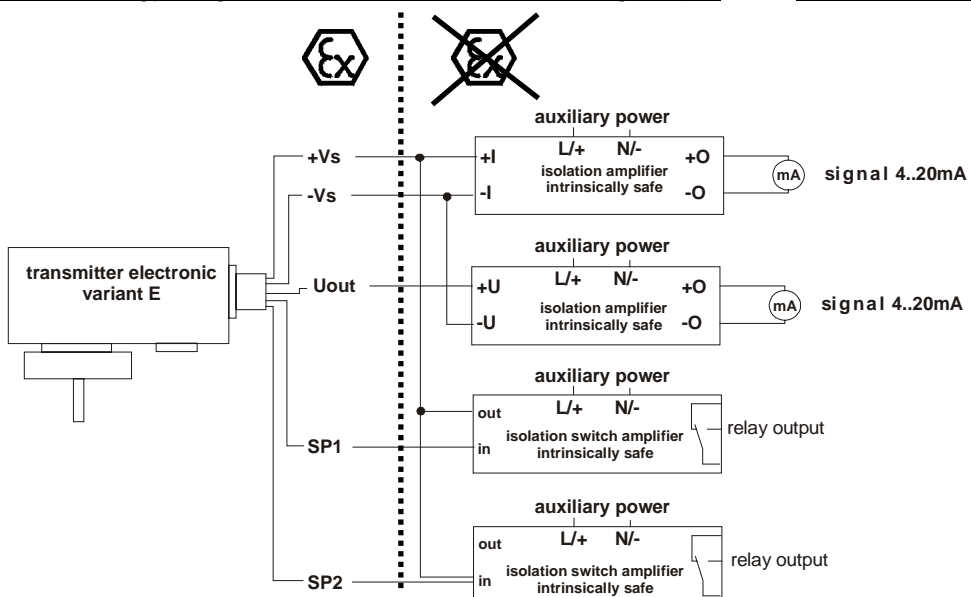 Ex
Ex
auxiliary power
L/+ N/-
+Vs
+I
isolation amplifier
intrinsically safe
+O
mA
signal 4..20mA
-Vs
-I
-O
auxiliary power
L/+ N/-
transmitter electronic
variant E
Uout
+U
isolation amplifier
intrinsically safe
+O
mA
signal 4..20mA
-U
-O
auxiliary power
L/+ N/-
out
relay output
SP1
in
isolation switch amplifier
intrinsically safe
auxiliary power
L/+ N/-
out
relay output
SP2
in
isolation switch amplifier
intrinsically safe